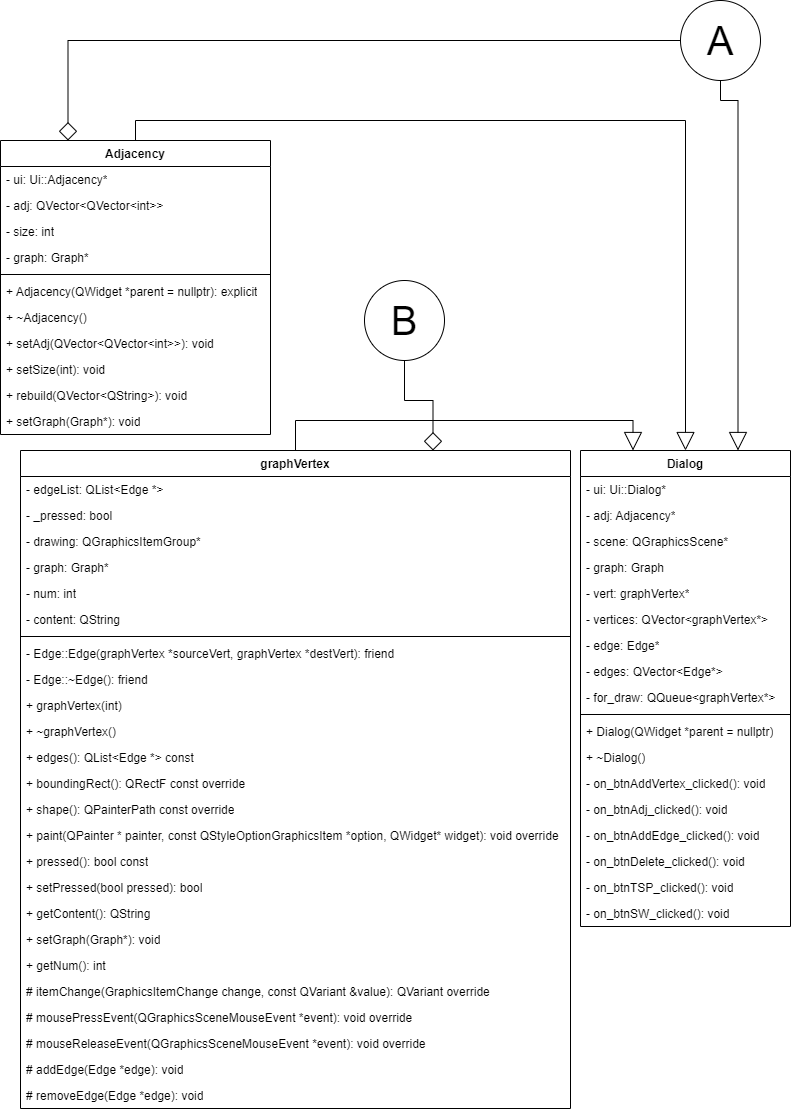 A
Adjacency
- ui: Ui::Adjacency*
- adj: QVector<QVector<int>>
- size: int
- graph: Graph*
+ Adjacency(QWidget *parent = nullptr): explicit
+ ~Adjacency()
+ setAdj(QVector<QVector<int>>): void
+ setSize(int): void
+ rebuild(QVector<QString>): void
+ setGraph(Graph*): void
B
graphVertex
- edgeList: QList<Edge *>
- _pressed: bool
- drawing: QGraphicsItemGroup*
- graph: Graph*
- num: int
- content: QString
- Edge::Edge(graphVertex *sourceVert, graphVertex *destVert): friend
- Edge::~Edge(): friend
+ graphVertex(int)
+ ~graphVertex()
+ edges(): QList<Edge *> const
+ boundingRect(): QRectF const override
+ shape(): QPainterPath const override
+ paint(QPainter * painter, const QStyleOptionGraphicsItem *option, QWidget* widget): void override
+ pressed(): bool const
+ setPressed(bool pressed): bool
+ getContent(): QString
+ setGraph(Graph*): void
+ getNum(): int
# itemChange(GraphicsItemChange change, const QVariant &value): QVariant override
# mousePressEvent(QGraphicsSceneMouseEvent *event): void override
# mouseReleaseEvent(QGraphicsSceneMouseEvent *event): void override
# addEdge(Edge *edge): void
# removeEdge(Edge *edge): void
Dialog
- ui: Ui::Dialog*
- adj: Adjacency*
- scene: QGraphicsScene*
- graph: Graph
- vert: graphVertex*
- vertices: QVector<graphVertex*>
- edge: Edge*
- edges: QVector<Edge*>
- for_draw: QQueue<graphVertex*>
+ Dialog(QWidget *parent = nullptr)
+ ~Dialog()
- on_btnAddVertex_clicked(): void
- on_btnAdj_clicked(): void
- on_btnAddEdge_clicked(): void
- on_btnDelete_clicked(): void
- on_btnTSP_clicked(): void
- on_btnSW_clicked(): void